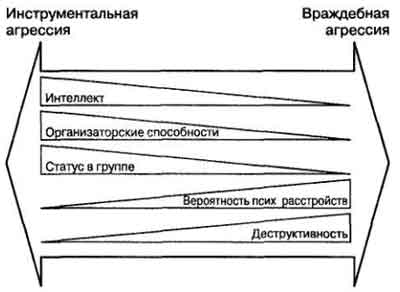 Инструментальная
агрессия
Враждебная
агрессия
Интеллект
Организаторские способности
Статус в группе
Вероятность псих расстройств
Деструктивность